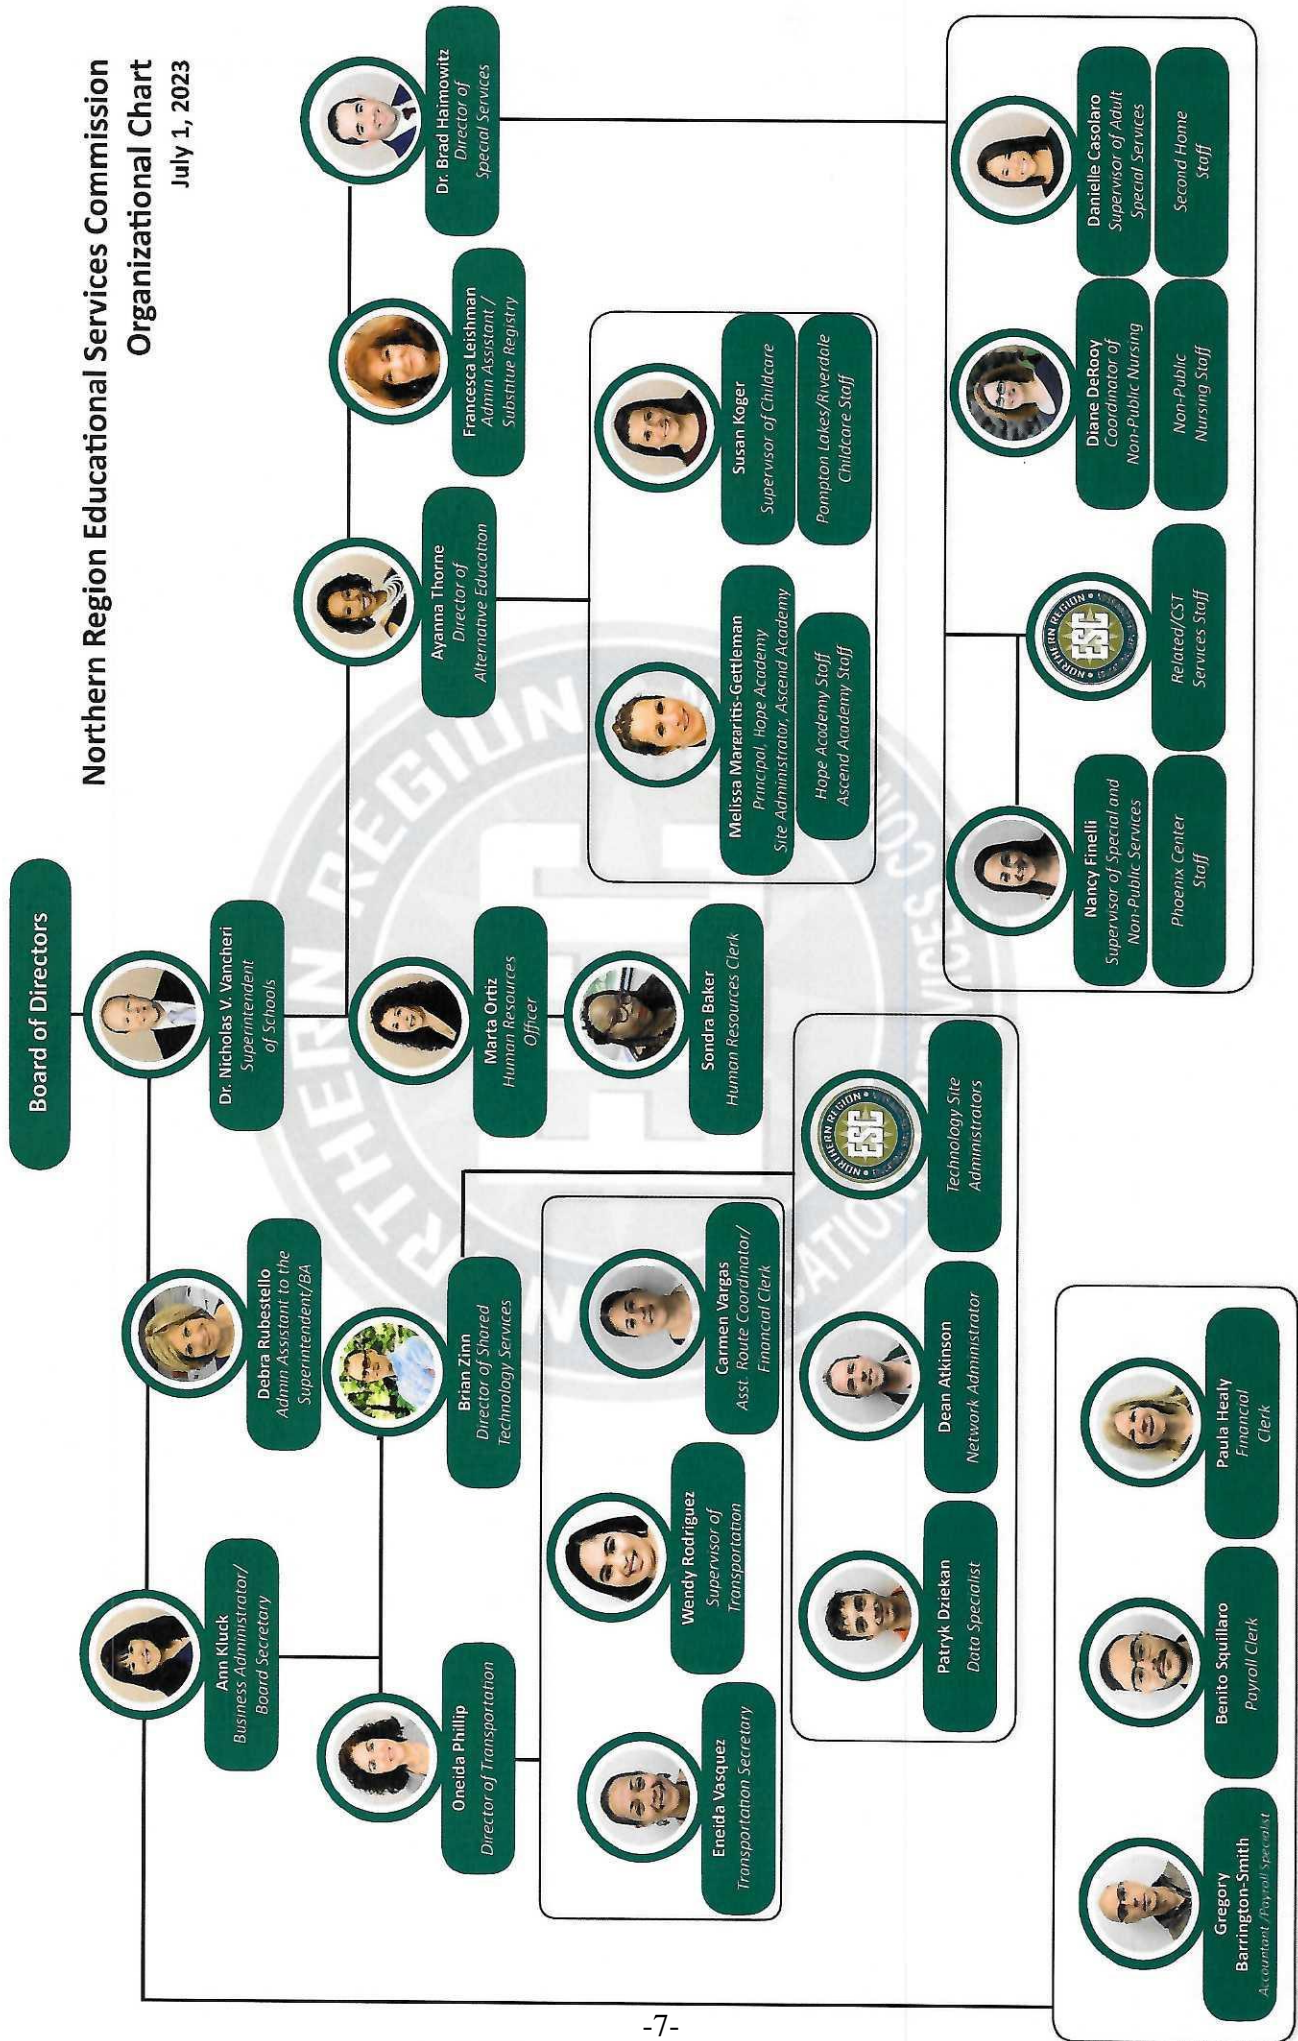 Northern Region Educational Services Commission
Organizational Chart
July 1, 2023
Board of Directors
Dr. Nicholas V. Vancheri
Superintendent
of Schools
Ann Kluck
Business Administrator/
Board Secretary
Debra Rubestello
Admin Assistant to the
Superintendent/BA
Oneida Phillip
Director of Transportation
Brian Zinn
Director of Shared
Technology Services
Marta Ortiz
Human Resources
Officer
Ayanna Thorne
Director of
Alternative Education
Francesca Leishman
Admin Assistant /
Substitue Registry
Dr. Brad Haimowitz
Director of
Special Services
Sondra Baker
Human Resources Clerk
Eneida Vasquez
Transportation Secretary
Wendy Rodriguez
Supervisor of
Transportation
Carmen Vargas
Asst. Route Coordinator/
Financial Clerk
Melissa Margaritis-Gettleman
Principal, Hope Academy
Site Administrator, Ascend Academy
Hope Academy Staff
Ascend Academy Staff
Susan Koger
Supervisor of Childcare
Pompton Lakes/Riverdale
Childcare Staff
Patryk Dziekan
Data Specialist
Dean Atkinson
Network Administrator
NORTHERN REGION
ESC
Technology Site
Administrators
Nancy Finelli
Supervisor of Special and
Non-Public Services
Phoenix Center
Staff
NORTHERN REGION
ESC
Related/CST
Services Staff
Diane DeRooy
Coordinator of
Non-Public Nursing
Non-Public
Nursing Staff
Danielle Casolaro
Supervisor of Adult
Special Services
Second Home
Staff
Gregory
Barrington-Smith
Accountant /Payroll Specialist
Benito Squillaro
Payroll Clerk
Paula Healy
Financial
Clerk
-7-